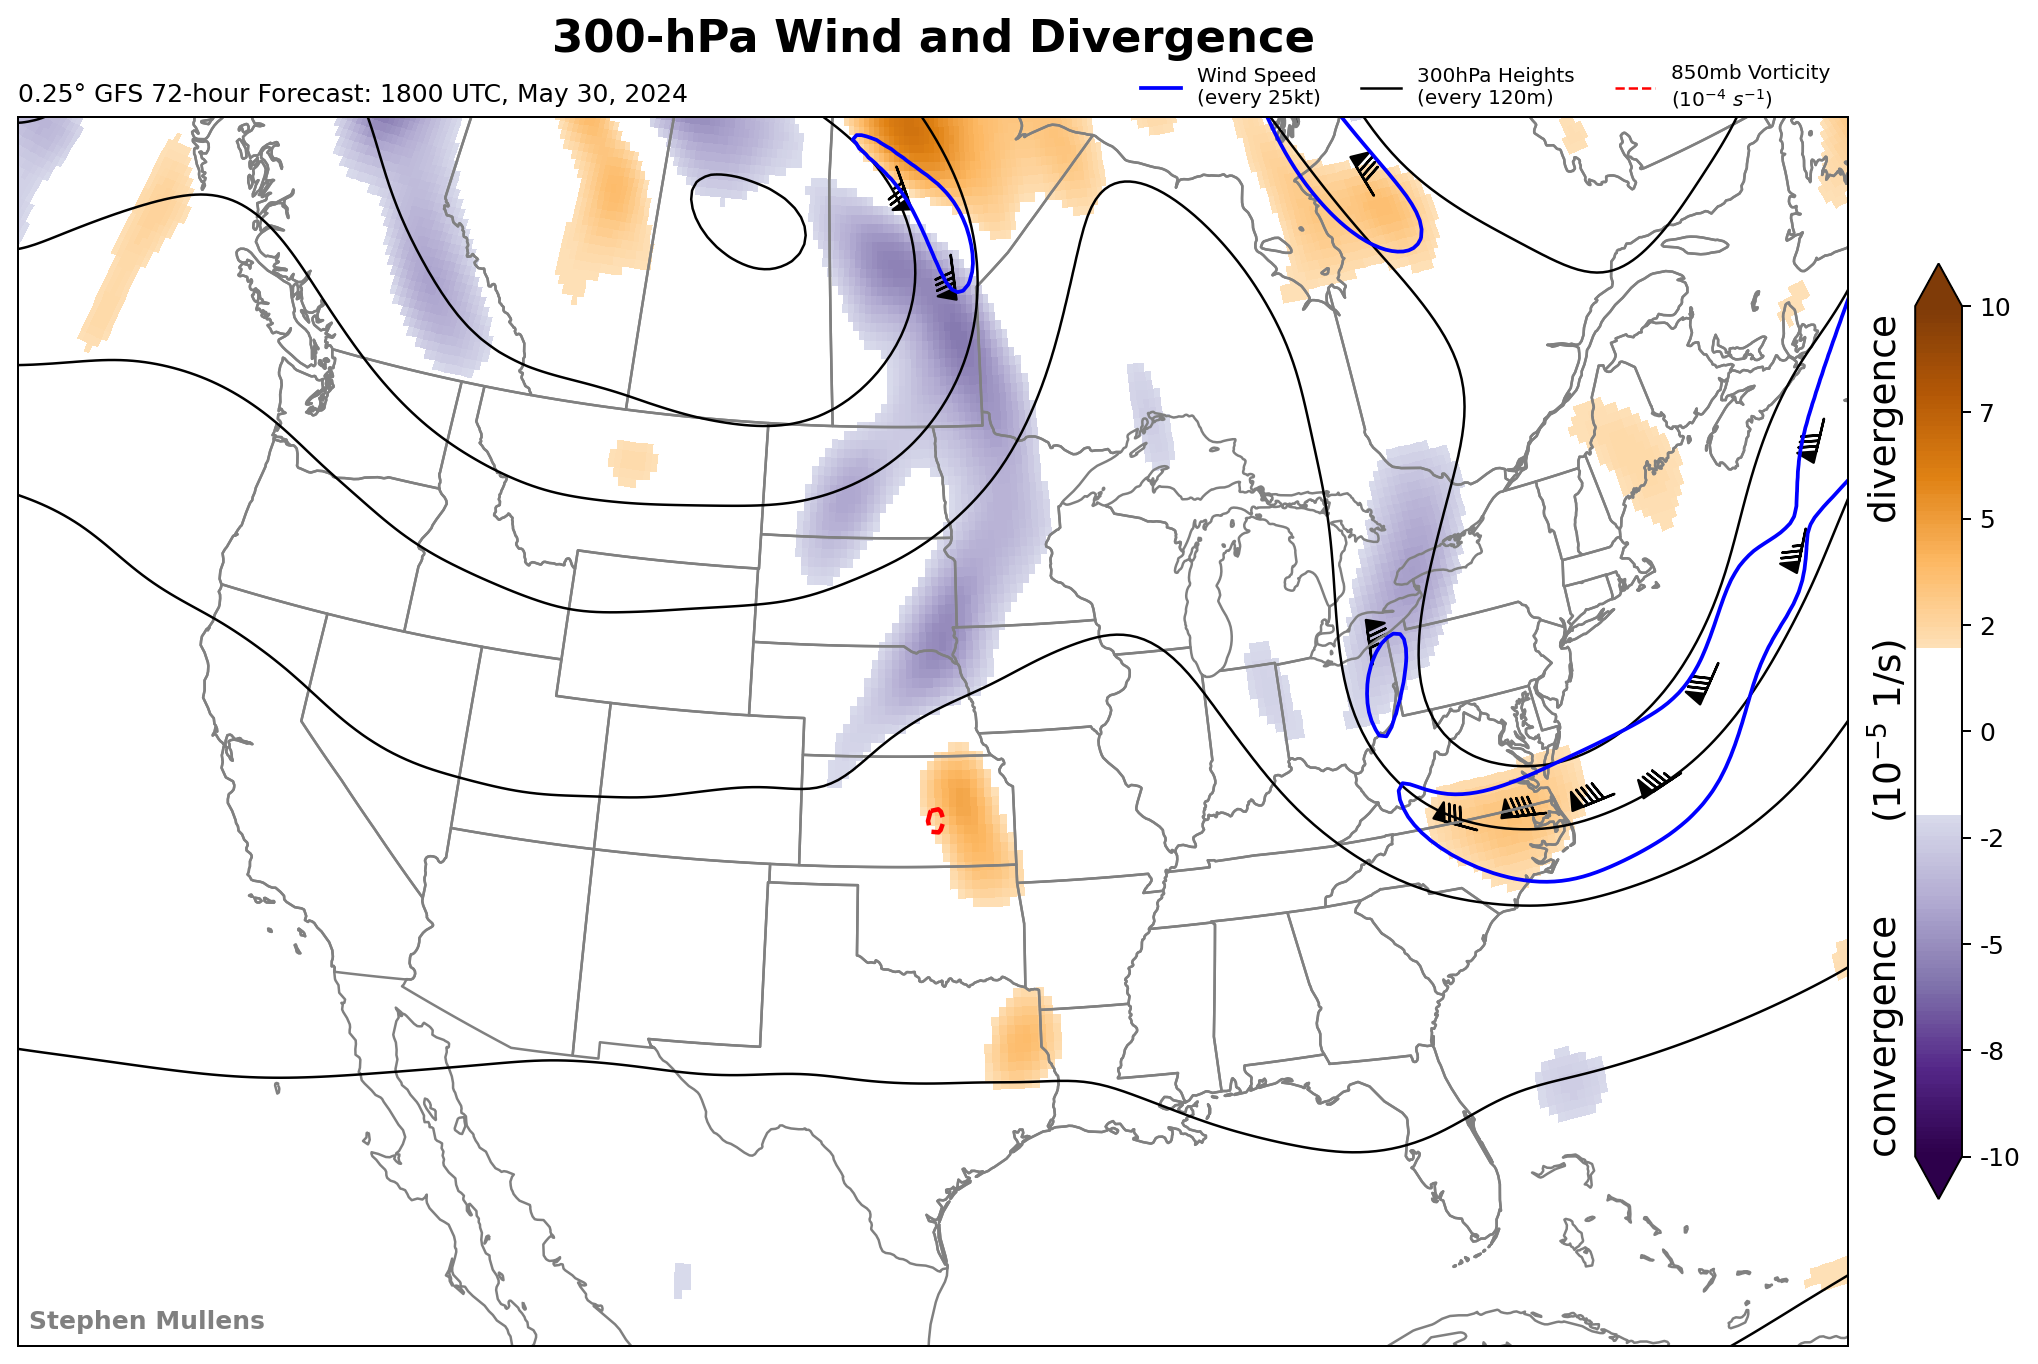 300-hPa Wind and Divergence
0.25° GFS 72-hour Forecast: 1800 UTC, May 30, 2024
Wind Speed
(every 25kt)
300hPa Heights
(every 120m)
850mb Vorticity
(10⁻⁴ s⁻¹)
10
7
5
2
0
-2
-5
-8
-10
convergence (10⁻⁵ 1/s) divergence
Stephen Mullens